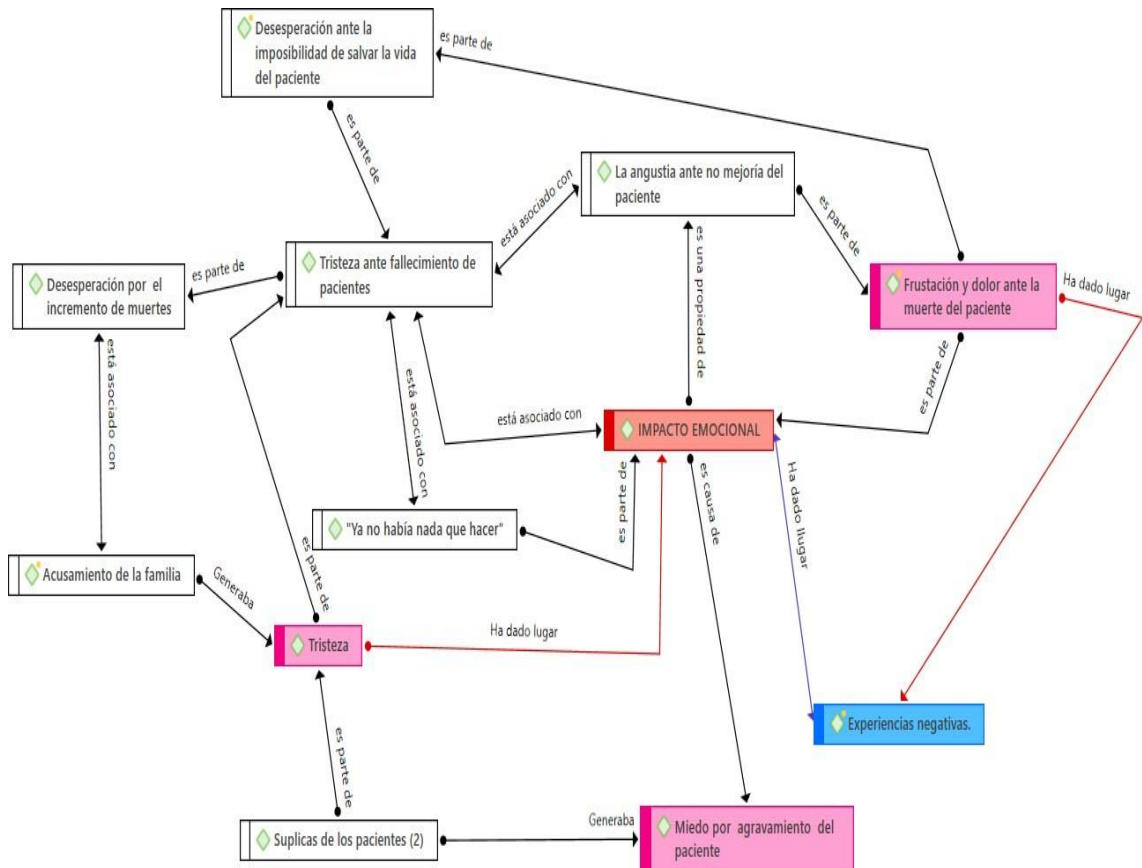 Desesperación ante la
imposibilidad de salvar la vida
del paciente
es parte de
es parte de
La angustia ante no mejoría del
paciente
está asociado con
es parte de
Tristeza ante fallecimiento de
pacientes
es parte de
Desesperación por el
incremento de muertes
Frustación y dolor ante la
muerte del paciente
Ha dado lugar
es una propiedad de
es parte de
está asociado con
está asociado con
está asociado con
IMPACTO EMOCIONAL
es parte de
es causa de
Ha dado llugar
"Ya no había nada que hacer"
Acusamiento de la familia
Generaba
es parte de
Tristeza
Ha dado lugar
es parte de
Experiencias negativas.
Suplicas de los pacientes (2)
Generaba
Miedo por agravamiento del
paciente